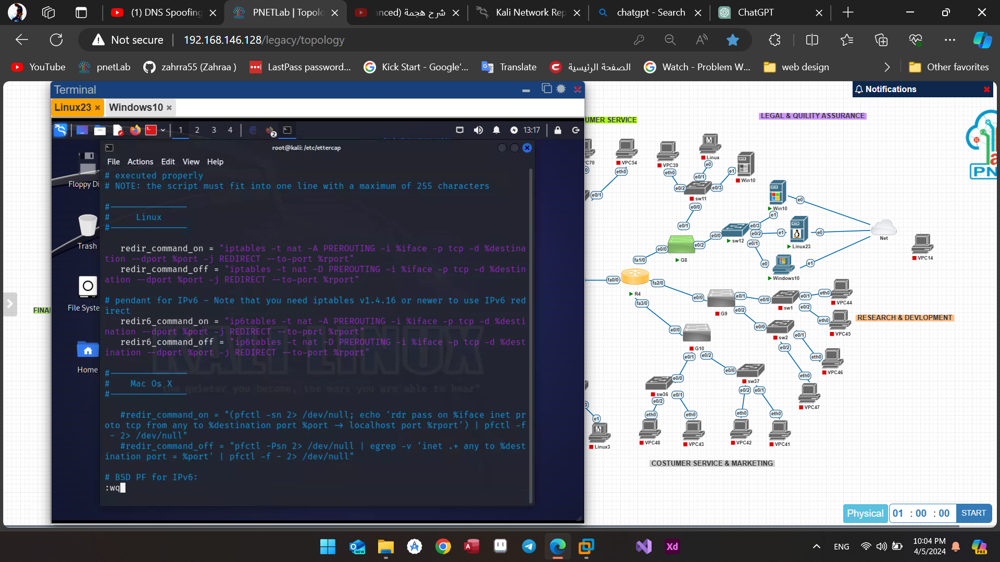 (1) DNS Spoofing
PNETLab | Topolo
شرح هجمة (anced
Kali Network Rep
chatgpt - Search
ChatGPT
Not secure
192.168.146.128/legacy/topology
YouTube
pnetLab
zahrra55 (Zahraa )
LastPass password...
Kick Start - Google'...
Translate
الصفحة الرئيسية
Watch - Problem W...
web design
Other favorites
Terminal
Linux23
Windows10
1 2 3 4
2
13:17
root@kali: /etc/ettercap
File Actions Edit View Help
# executed properly
# NOTE: the script must fit into one line with a maximum of 255 characters
#---------------
#     Linux
#---------------
redir_command_on = "iptables -t nat -A PREROUTING -i %iface -p tcp -d %destina
tion --dport %port -j REDIRECT --to-port %rport"
redir_command_off = "iptables -t nat -D PREROUTING -i %iface -p tcp -d %destin
ation --dport %port -j REDIRECT --to-port %rport"
# pendant for IPv6 - Note that you need iptables v1.4.16 or newer to use IPv6 red
irect
redir6_command_on = "ip6tables -t nat -A PREROUTING -i %iface -p tcp -d %desti
nation --dport %port -j REDIRECT --to-port %rport"
redir6_command_off = "ip6tables -t nat -D PREROUTING -i %iface -p tcp -d %dest
ination --dport %port -j REDIRECT --to-port %rport"
#---------------
#    Mac Os X
#---------------
#redir_command_on = "(pfctl -sn 2> /dev/null; echo 'rdr pass on %iface inet pr
oto tcp from any to %destination port %port → localhost port %rport') | pfctl -f
- 2> /dev/null"
#redir_command_off = "pfctl -Psn 2> /dev/null | egrep -v 'inet .+ any to %dest
ination port = %port' | pfctl -f - 2> /dev/null"
# BSD PF for IPv6:
:wq
KALI LINUX
the quieter you become, the more you are able to hear"
Floppy Di
Trash
File Syste
Home
FINA
Notifications
UMER SERVICE
LEGAL & QUILITY ASSURANCE
PN
PC70
VPC54
eth0
e0/1
VPC39
eth0
Linux
e0
Win10
e1
e0/2
e0/1
e0/3
sw11
e0/0
e0/1
Win10
e0
e1
e0/3
e0/2
e0/1
e0/0
sw12
e1
Linux23
e0
Net
VPC14
e0/0
e0/2
G8
fa1/0
e0
e1
Windows10
fa0/0
R4
fa2/0
fa3/0
e0/0
G9
e0/1
e0/2
e0/0
sw1
e0/1
e0/2
eth0
VPC44
eth0
VPC45
RESEARCH & DEVLOPMENT
e0/0
sw2
e0/1
e0/2
eth0
VPC46
eth0
VPC47
e0/0
G10
e0/1
e0/2
e0/0
sw36
e0/2
e0/1
e0/0
sw37
e0/2
e0/1
e1
Linux3
eth0
VPC48
eth0
VPC43
eth0
VPC42
eth0
VPC41
COSTUMER SERVICE & MARKETING
Physical
01 : 00 : 00
START
NEW
Xd
ENG
10:04 PM
4/5/2024
PRE